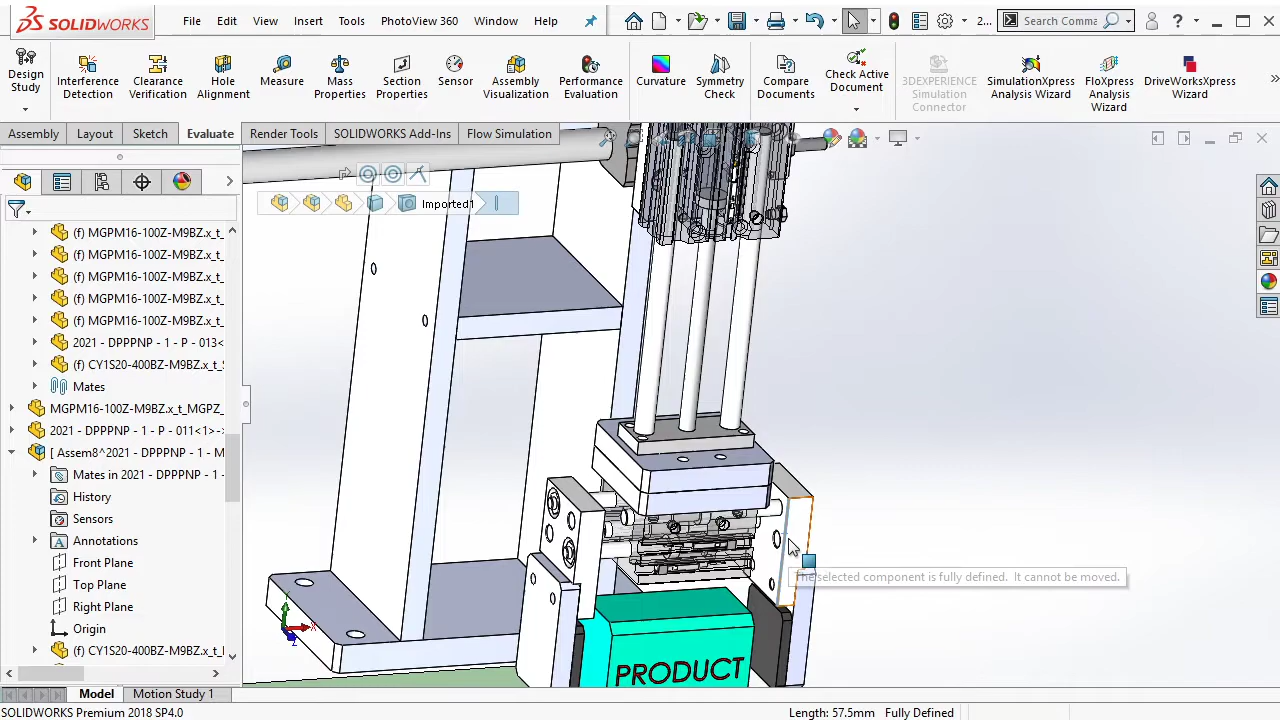 SOLIDWORKS
File Edit View Insert Tools PhotoView 360 Window Help
2...
Search Comma
Design Study
Interference Detection
Clearance Verification
Hole Alignment
Measure
Mass Properties
Section Properties
Sensor
Assembly Visualization
Performance Evaluation
Curvature
Symmetry Check
Compare Documents
Check Active Document
3DEXPERIENCE Simulation Connector
SimulationXpress Analysis Wizard
FloXpress Analysis Wizard
DriveWorksXpress Wizard
Assembly Layout Sketch Evaluate Render Tools SOLIDWORKS Add-Ins Flow Simulation
Imported1
(f) MGPM16-100Z-M9BZ.x_t_
(f) MGPM16-100Z-M9BZ.x_t_
(f) MGPM16-100Z-M9BZ.x_t_
(f) MGPM16-100Z-M9BZ.x_t_
(f) MGPM16-100Z-M9BZ.x_t_
2021 - DPPPNP - 1 - P - 013<
(f) CY1S20-400BZ-M9BZ.x_t_S
Mates
MGPM16-100Z-M9BZ.x_t_MGPZ_
2021 - DPPPNP - 1 - P - 011<1>->
[ Assem8^2021 - DPPPNP - 1 - M
Mates in 2021 - DPPPNP - 1 -
History
Sensors
Annotations
Front Plane
Top Plane
Right Plane
Origin
(f) CY1S20-400BZ-M9BZ.x_t_
The selected component is fully defined. It cannot be moved.
PRODUCT
X
Model Motion Study 1
SOLIDWORKS Premium 2018 SP4.0
Length: 57.5mm Fully Defined